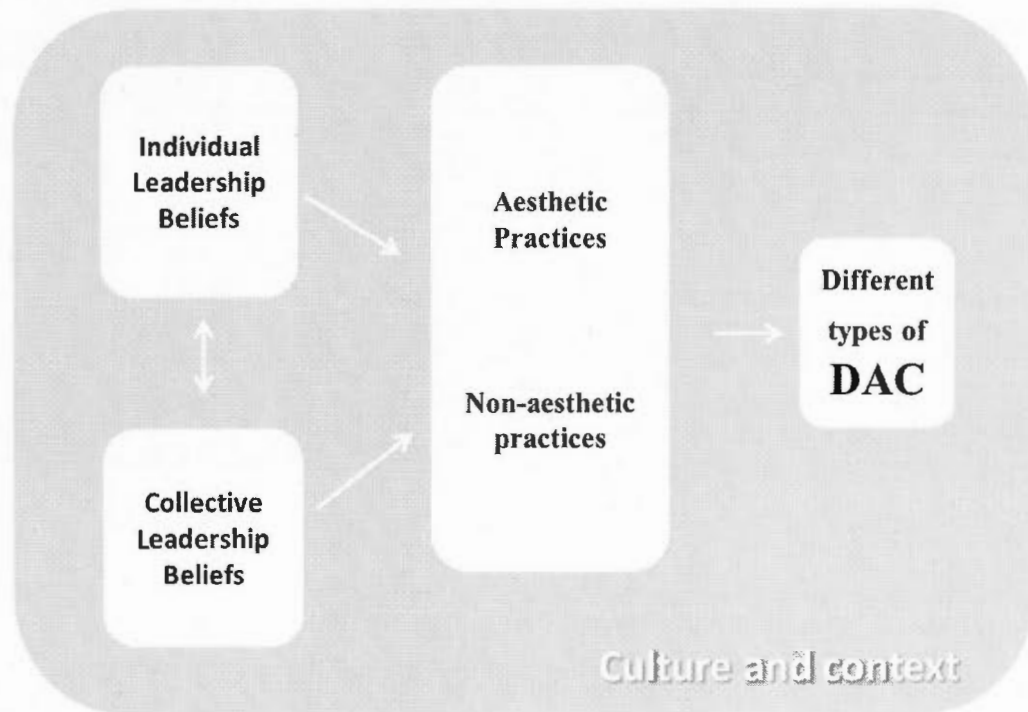 Individual
Leadership
Beliefs
Collective
Leadership
Beliefs
Aesthetic
Practices
Non-aesthetic
practices
Different
types of
DAC
Culture and context